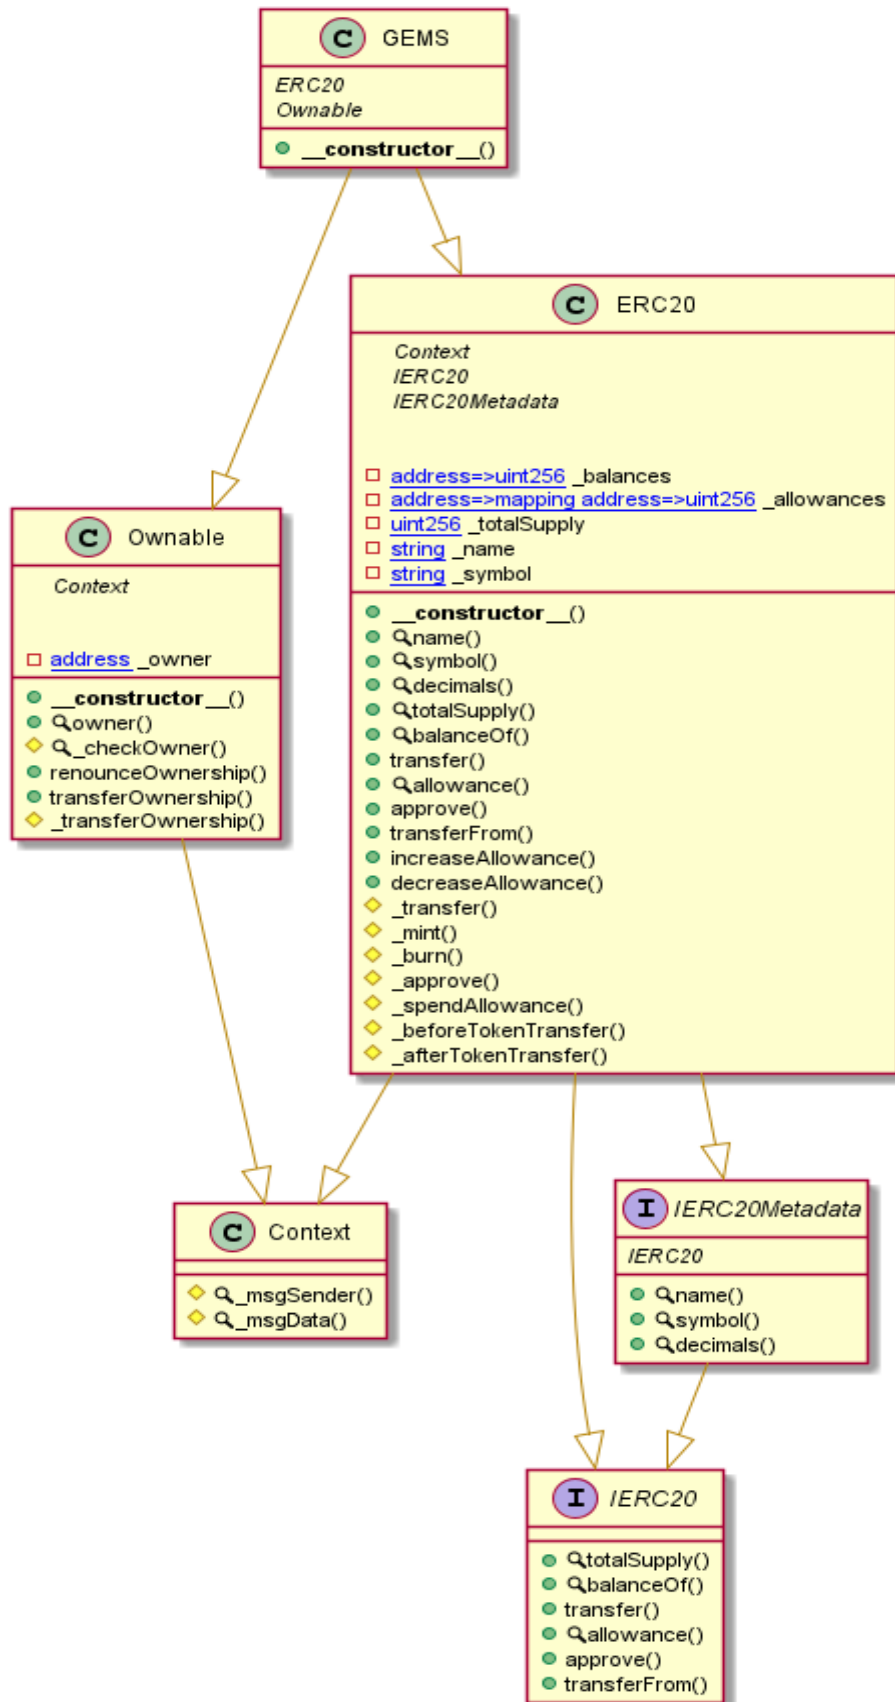 C GEMS
ERC20
Ownable
__constructor__()
C ERC20
Context
IERC20
IERC20Metadata
address=>uint256 _balances
address=>mapping address=>uint256 _allowances
uint256 _totalSupply
string _name
string _symbol
__constructor__()
name()
symbol()
decimals()
totalSupply()
balanceOf()
transfer()
allowance()
approve()
transferFrom()
increaseAllowance()
decreaseAllowance()
_transfer()
_mint()
_burn()
_approve()
_spendAllowance()
_beforeTokenTransfer()
_afterTokenTransfer()
C Ownable
Context
address _owner
__constructor__()
owner()
_checkOwner()
renounceOwnership()
transferOwnership()
_transferOwnership()
C Context
_msgSender()
_msgData()
I IERC20Metadata
IERC20
name()
symbol()
decimals()
I IERC20
totalSupply()
balanceOf()
transfer()
allowance()
approve()
transferFrom()